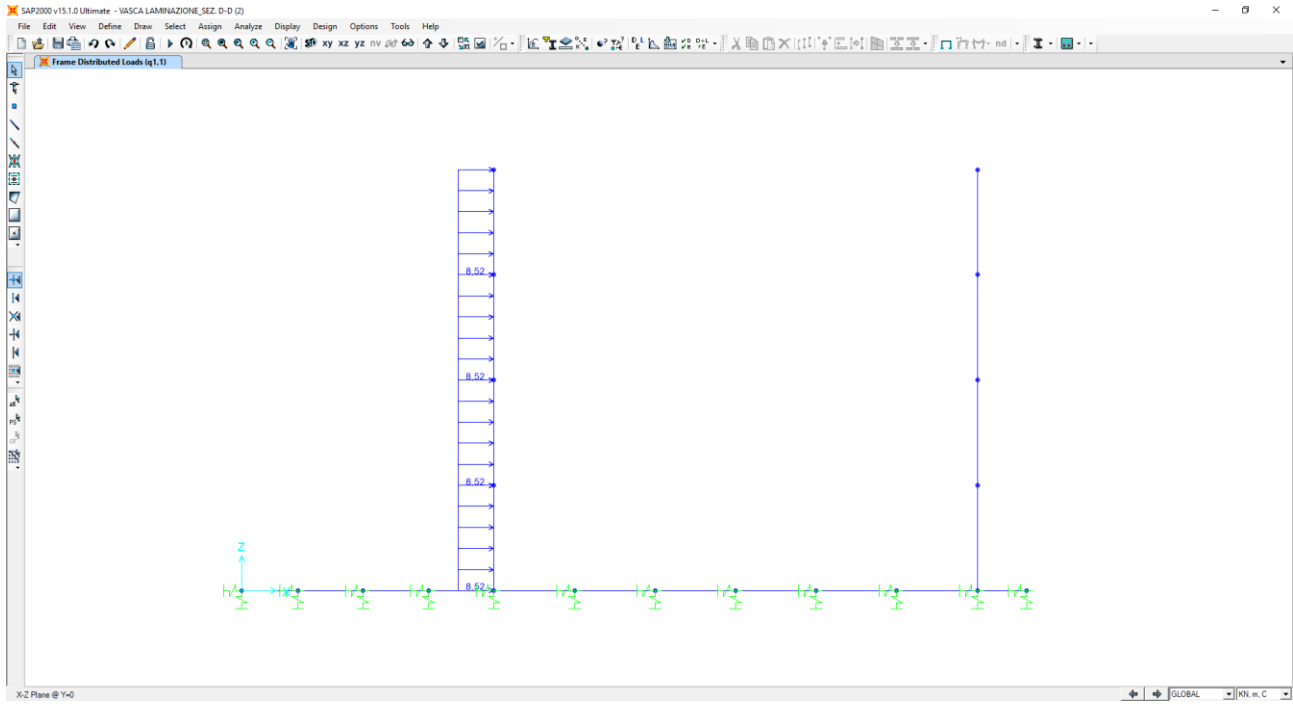 SAP2000 v15.1.0 Ultimate - VASCA LAMINAZIONE_SEZ. D-D (2)
File Edit View Define Draw Select Assign Analyze Display Design Options Tools Help
xy xz yz nv nd
Frame Distributed Loads (q1,1)
8,52
8,52
8,52
Z
8,52
X
X-Z Plane @ Y=0
GLOBAL
KN, m, C